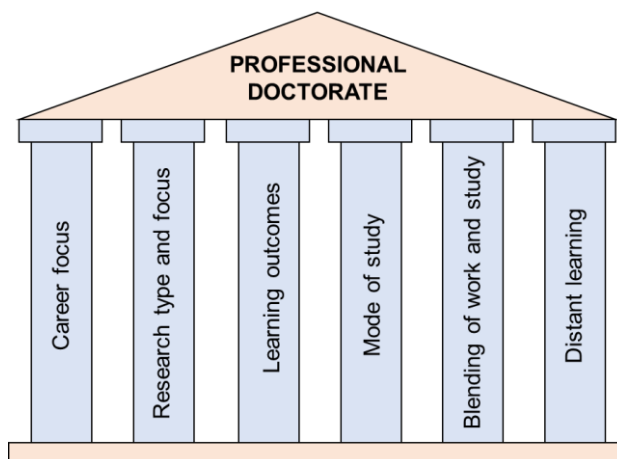 PROFESSIONAL
DOCTORATE
Career focus
Research type and focus
Learning outcomes
Mode of study
Blending of work and study
Distant learning